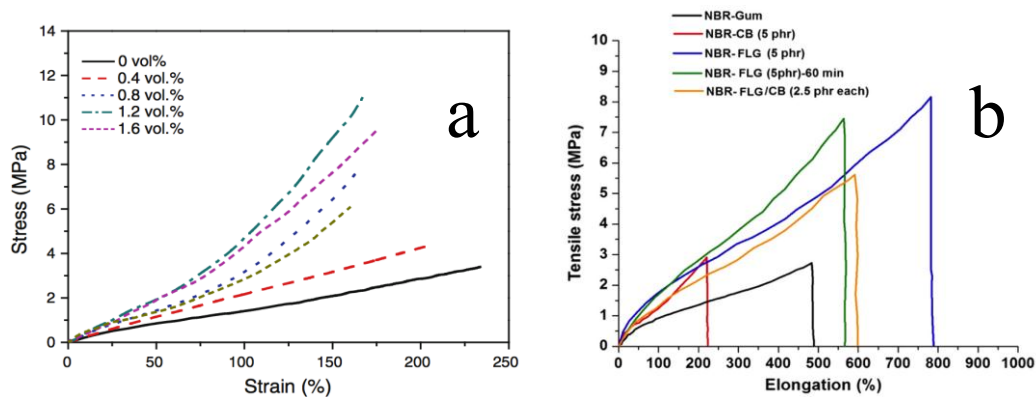 a
0 vol%
0.4 vol.%
0.8 vol.%
1.2 vol.%
1.6 vol.%
Stress (MPa)
14
12
10
8
6
4
2
0
0 50 100 150 200 250
Strain (%)
b
NBR-Gum
NBR-CB (5 phr)
NBR- FLG (5 phr)
NBR- FLG (5phr)-60 min
NBR- FLG/CB (2.5 phr each)
Tensile stress (MPa)
10
9
8
7
6
5
4
3
2
1
0
0 100 200 300 400 500 600 700 800 900 1000
Elongation (%)